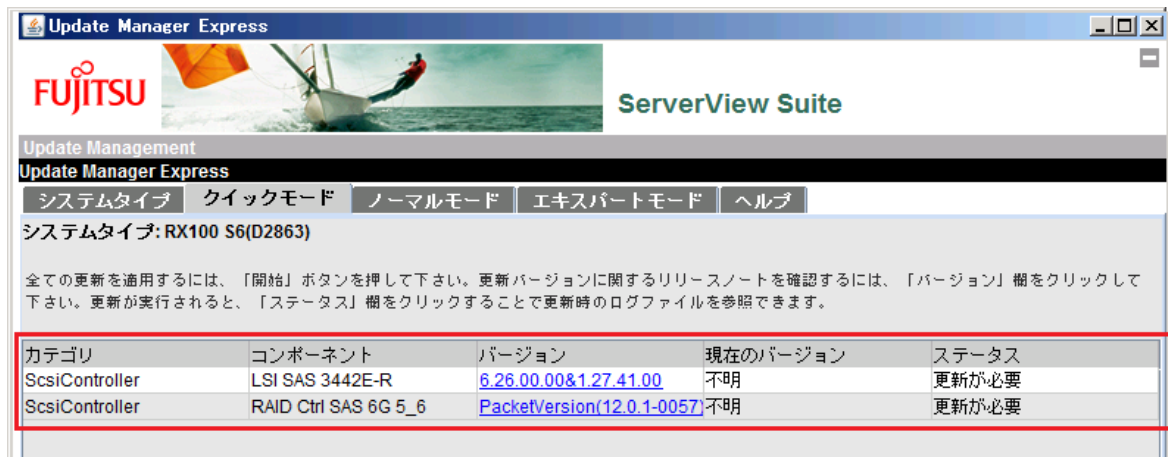 Update Manager Express
FUJITSU
ServerView Suite
Update Management
Update Manager Express
システムタイプ クイックモード ノーマルモード エキスパートモード ヘルプ
システムタイプ: RX100 S6(D2863)
全ての更新を適用するには、「開始」ボタンを押して下さい。更新バージョンに関するリリースノートを確認するには、「バージョン」欄をクリックして
下さい。更新が実行されると、「ステータス」欄をクリックすることで更新時のログファイルを参照できます。
カテゴリ コンポーネント バージョン 現在のバージョン ステータス
ScsiController LSI SAS 3442E-R 6.26.00.00&1.27.41.00 不明 更新が必要
ScsiController RAID Ctrl SAS 6G 5_6 PacketVersion(12.0.1-0057) 不明 更新が必要